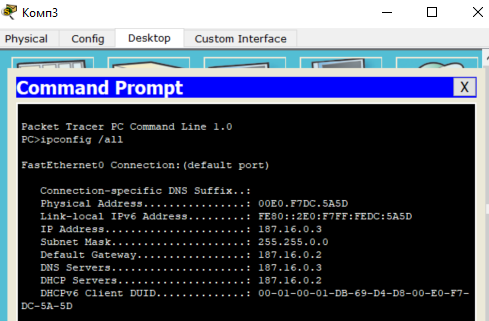 Комп3
Physical Config Desktop Custom Interface
Command Prompt X
Packet Tracer PC Command Line 1.0
PC>ipconfig /all
FastEthernet0 Connection:(default port)
Connection-specific DNS Suffix..:
Physical Address................: 00E0.F7DC.5A5D
Link-local IPv6 Address.........: FE80::2E0:F7FF:FEDC:5A5D
IP Address......................: 187.16.0.3
Subnet Mask.....................: 255.255.0.0
Default Gateway.................: 187.16.0.2
DNS Servers.....................: 187.16.0.3
DHCP Servers....................: 187.16.0.2
DHCPv6 Client DUID..............: 00-01-00-01-DB-69-D4-D8-00-E0-F7-
DC-5A-5D